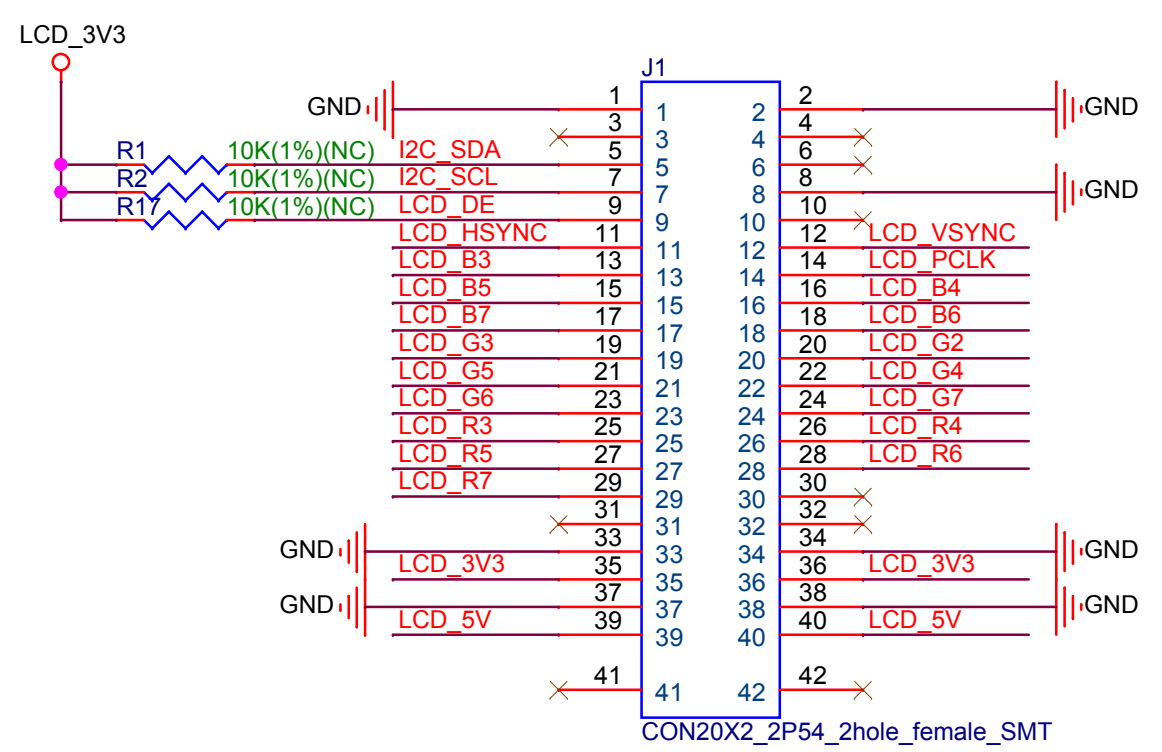 LCD_3V3
J1
GND 1 1 2 2 GND
3 3 4 4
R1 10K(1%)(NC) I2C_SDA 5 5 6 6
R2 10K(1%)(NC) I2C_SCL 7 7 8 8 GND
R17 10K(1%)(NC) LCD_DE 9 9 10 10
LCD_HSYNC 11 11 12 12 LCD_VSYNC
LCD_B3 13 13 14 14 LCD_PCLK
LCD_B5 15 15 16 16 LCD_B4
LCD_B7 17 17 18 18 LCD_B6
LCD_G3 19 19 20 20 LCD_G2
LCD_G5 21 21 22 22 LCD_G4
LCD_G6 23 23 24 24 LCD_G7
LCD_R3 25 25 26 26 LCD_R4
LCD_R5 27 27 28 28 LCD_R6
LCD_R7 29 29 30 30
31 31 32 32
GND 33 33 34 34 GND
LCD_3V3 35 35 36 36 LCD_3V3
GND 37 37 38 38 GND
LCD_5V 39 39 40 40 LCD_5V
41 41 42 42
CON20X2_2P54_2hole_female_SMT